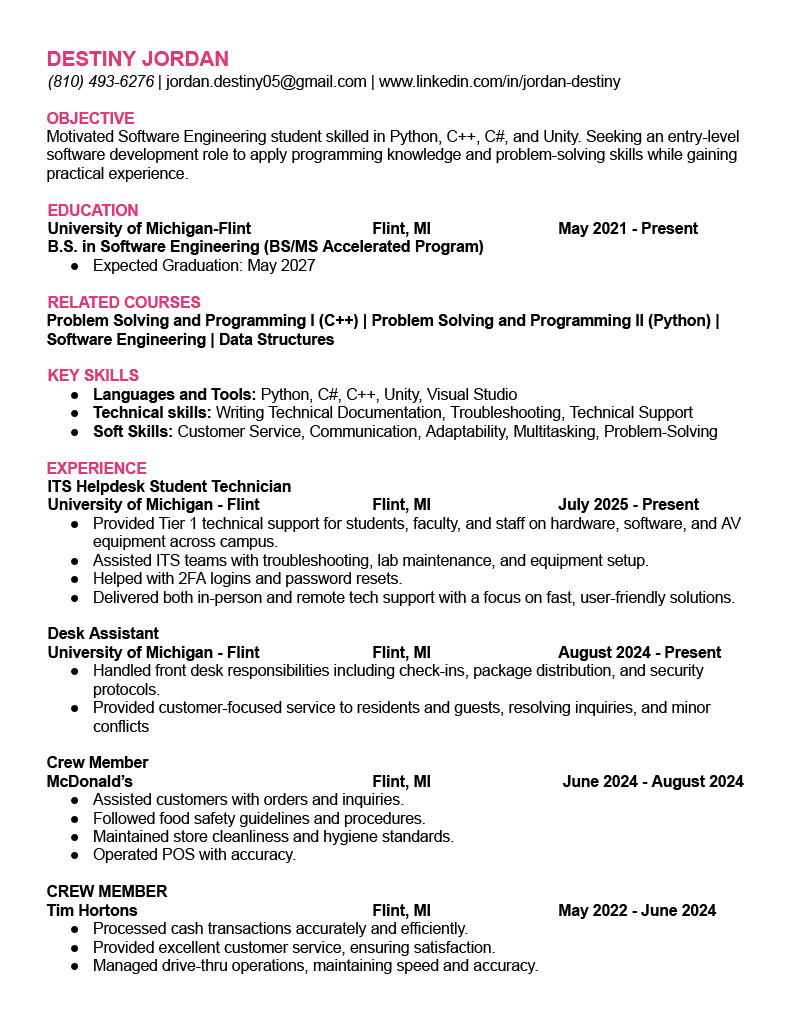 DESTINY JORDAN
(810) 493-6276 | jordan.destiny05@gmail.com | www.linkedin.com/in/jordan-destiny
OBJECTIVE
Motivated Software Engineering student skilled in Python, C++, C#, and Unity. Seeking an entry-level
software development role to apply programming knowledge and problem-solving skills while gaining
practical experience.
EDUCATION
University of Michigan-Flint Flint, MI May 2021 - Present
B.S. in Software Engineering (BS/MS Accelerated Program)
● Expected Graduation: May 2027
RELATED COURSES
Problem Solving and Programming I (C++) | Problem Solving and Programming II (Python) |
Software Engineering | Data Structures
KEY SKILLS
● Languages and Tools: Python, C#, C++, Unity, Visual Studio
● Technical skills: Writing Technical Documentation, Troubleshooting, Technical Support
● Soft Skills: Customer Service, Communication, Adaptability, Multitasking, Problem-Solving
EXPERIENCE
ITS Helpdesk Student Technician
University of Michigan - Flint Flint, MI July 2025 - Present
● Provided Tier 1 technical support for students, faculty, and staff on hardware, software, and AV
equipment across campus.
● Assisted ITS teams with troubleshooting, lab maintenance, and equipment setup.
● Helped with 2FA logins and password resets.
● Delivered both in-person and remote tech support with a focus on fast, user-friendly solutions.
Desk Assistant
University of Michigan - Flint Flint, MI August 2024 - Present
● Handled front desk responsibilities including check-ins, package distribution, and security
protocols.
● Provided customer-focused service to residents and guests, resolving inquiries, and minor
conflicts
Crew Member
McDonald’s Flint, MI June 2024 - August 2024
● Assisted customers with orders and inquiries.
● Followed food safety guidelines and procedures.
● Maintained store cleanliness and hygiene standards.
● Operated POS with accuracy.
CREW MEMBER
Tim Hortons Flint, MI May 2022 - June 2024
● Processed cash transactions accurately and efficiently.
● Provided excellent customer service, ensuring satisfaction.
● Managed drive-thru operations, maintaining speed and accuracy.